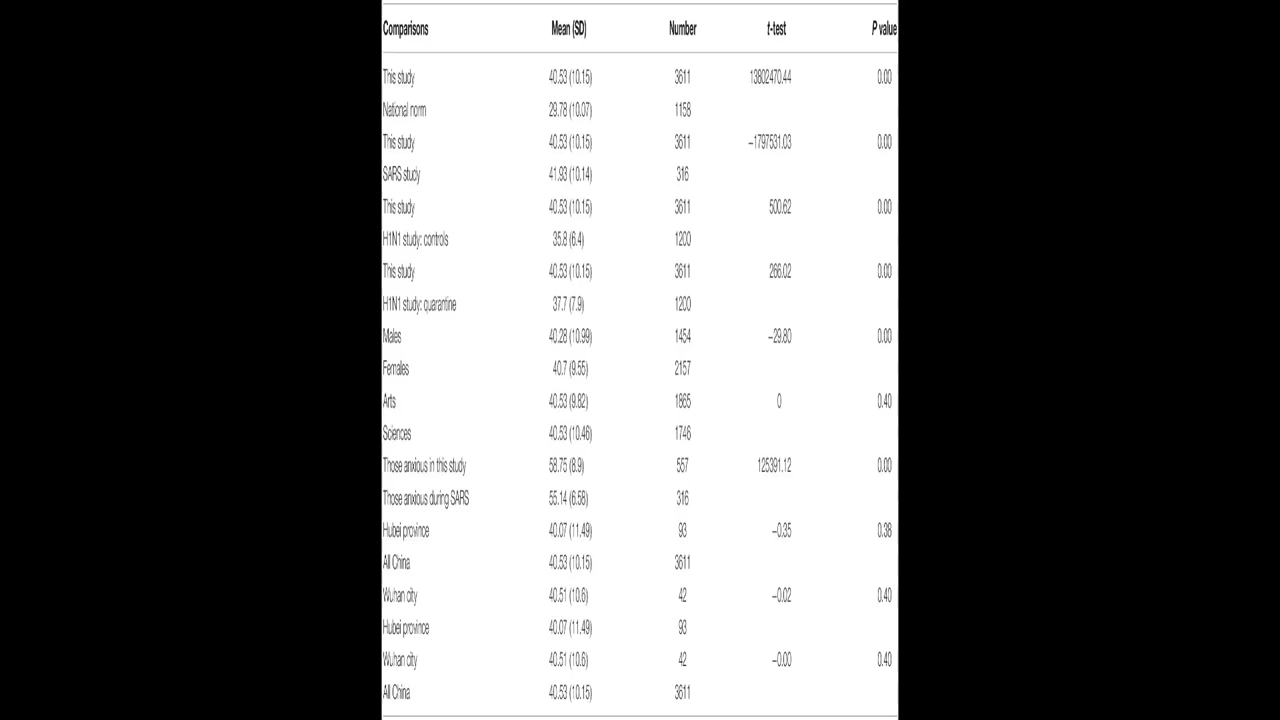 Comparisons Mean (SD) Number t-test P value
This study 40.53 (10.15) 3611 13802470.44 0.00
National norm 29.78 (10.07) 1158
This study 40.53 (10.15) 3611 −1797531.03 0.00
SARS study 41.93 (10.14) 316
This study 40.53 (10.15) 3611 500.62 0.00
H1N1 study: controls 35.8 (6.4) 1200
This study 40.53 (10.15) 3611 266.02 0.00
H1N1 study: quarantine 37.7 (7.9) 1200
Males 40.28 (10.99) 1454 −29.80 0.00
Females 40.7 (9.55) 2157
Arts 40.53 (9.82) 1865 0 0.40
Sciences 40.53 (10.46) 1746
Those anxious in this study 58.75 (8.9) 557 125391.12 0.00
Those anxious during SARS 55.14 (6.58) 316
Hubei province 40.07 (11.49) 93 −0.35 0.38
All China 40.53 (10.15) 3611
Wuhan city 40.51 (10.6) 42 −0.02 0.40
Hubei province 40.07 (11.49) 93
Wuhan city 40.51 (10.6) 42 −0.00 0.40
All China 40.53 (10.15) 3611